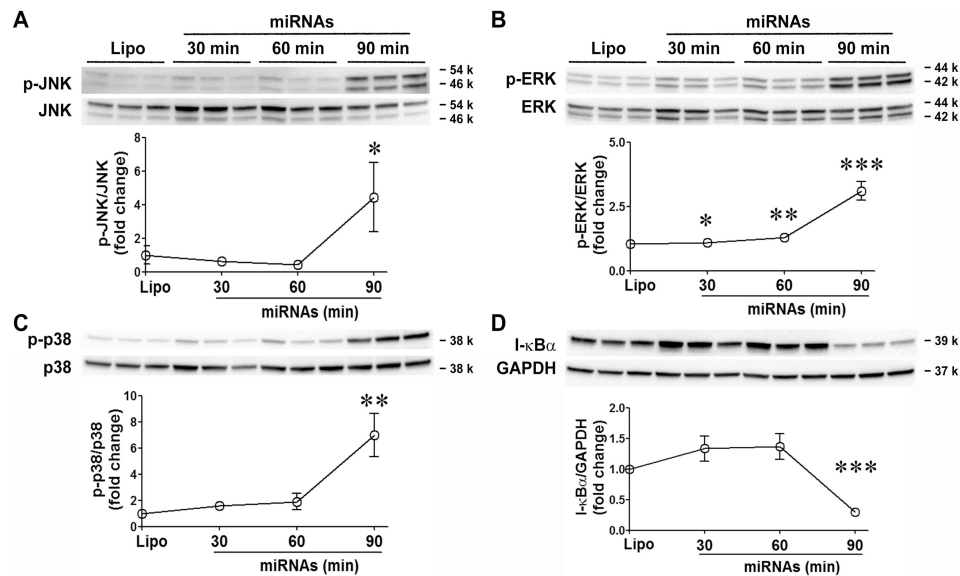 A
miRNAs
Lipo 30 min 60 min 90 min
p-JNK
– 54 k
– 46 k
JNK
– 54 k
– 46 k
p-JNK/JNK
(fold change)
8
6
4
2
0
*
Lipo 30 60 90
miRNAs (min)
B
miRNAs
Lipo 30 min 60 min 90 min
p-ERK
– 44 k
– 42 k
ERK
– 44 k
– 42 k
p-ERK/ERK
(fold change)
5.0
2.5
0.0
*
**
***
Lipo 30 60 90
miRNAs (min)
C
p-p38
– 38 k
p38
– 38 k
p-p38/p38
(fold change)
10
8
6
4
2
0
**
Lipo 30 60 90
miRNAs (min)
D
I-κBα
– 39 k
GAPDH
– 37 k
I-κBα/GAPDH
(fold change)
2.0
1.5
1.0
0.5
0.0
***
Lipo 30 60 90
miRNAs (min)